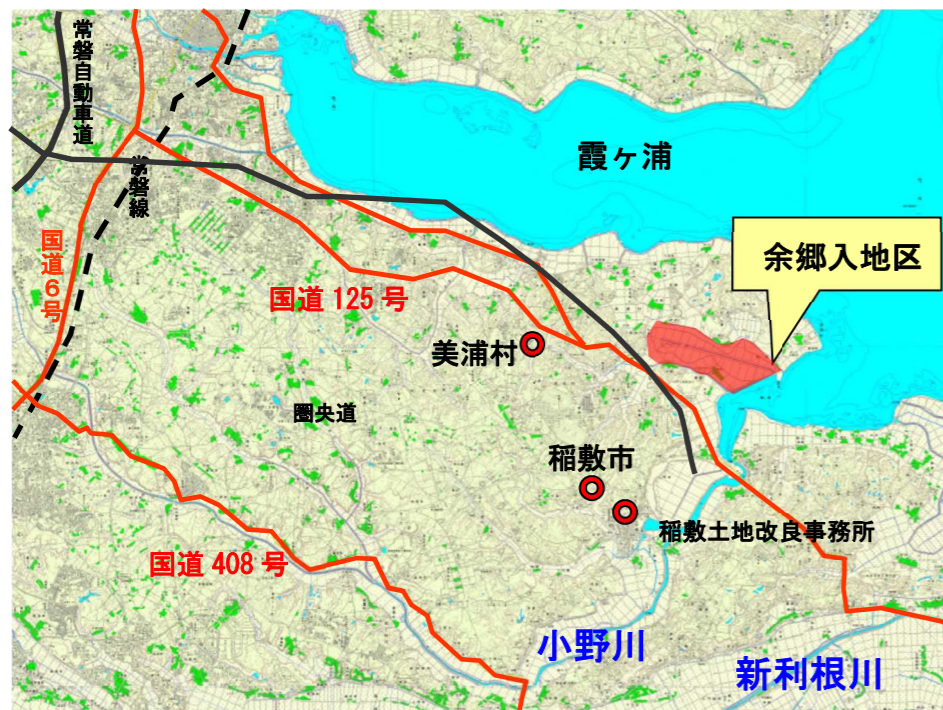 常磐自動車道
霞ヶ浦
常磐線
国道6号
余郷入地区
国道125号
美浦村
圏央道
稲敷市
稲敷土地改良事務所
国道408号
小野川
新利根川